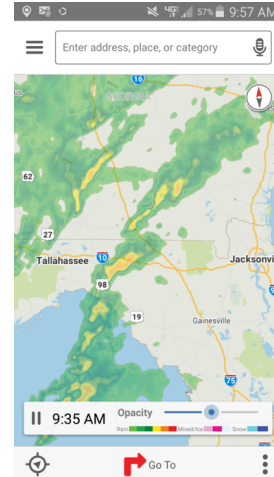 57% 9:57 AM
Enter address, place, or category
16
GEORGIA
62
27
Tallahassee 10
Jacksonvi
98
19
Gainesville
75
9:35 AM
Opacity
Rain Mixed/Ice Snow
Go To